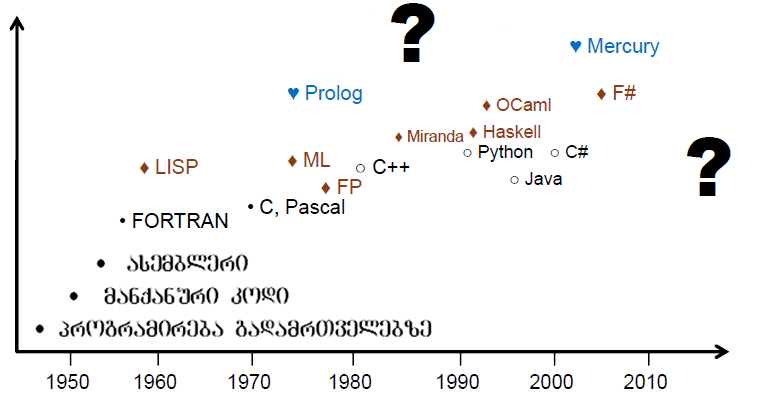 ?
♥ Mercury
♥ Prolog
♦ F#
♦ OCaml
♦ Miranda
♦ Haskell
○ Python
○ C#
♦ LISP
♦ ML
○ C++
?
♦ FP
○ Java
• C, Pascal
• FORTRAN
• ასემბლერი
• მანქანური კოდი
• პროგრამირება გადამრთველებზე
1950 1960 1970 1980 1990 2000 2010